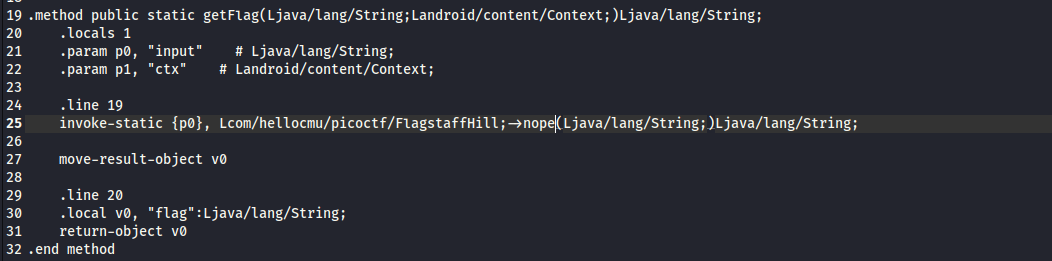 19 .method public static getFlag(Ljava/lang/String;Landroid/content/Context;)Ljava/lang/String;
20     .locals 1
21     .param p0, "input"    # Ljava/lang/String;
22     .param p1, "ctx"    # Landroid/content/Context;
23
24     .line 19
25     invoke-static {p0}, Lcom/hellocmu/picoctf/FlagstaffHill;->nope(Ljava/lang/String;)Ljava/lang/String;
26
27     move-result-object v0
28
29     .line 20
30     .local v0, "flag":Ljava/lang/String;
31     return-object v0
32 .end method